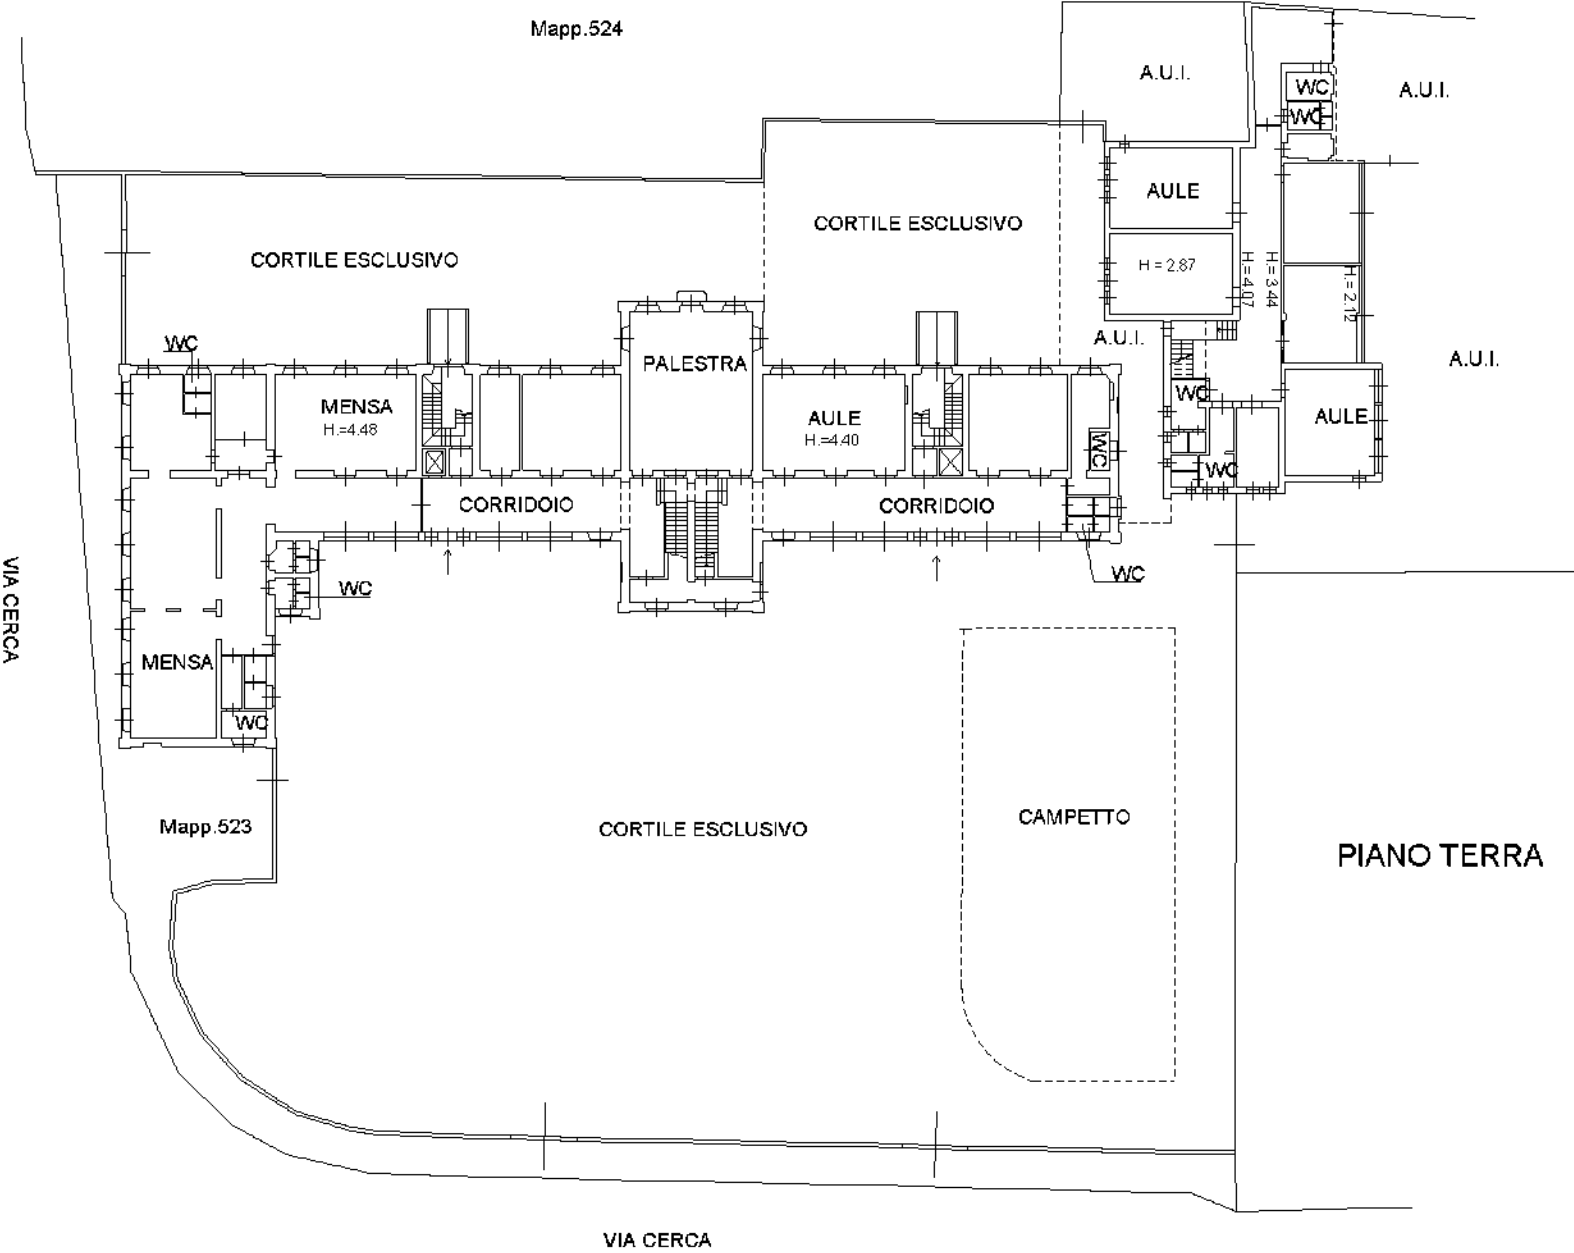 Mapp.524
A.U.I.
A.U.I.
WC
WC
AULE
CORTILE ESCLUSIVO
CORTILE ESCLUSIVO
H = 2.87
H.=4.07
H.=3.44
H.= 2.12
A.U.I.
WC
PALESTRA
A.U.I.
MENSA
H.=4.48
AULE
H.=4.40
WC
AULE
WC
WC
CORRIDOIO
CORRIDOIO
WC
WC
VIA CERCA
MENSA
WC
Mapp.523
CORTILE ESCLUSIVO
CAMPETTO
PIANO TERRA
VIA CERCA